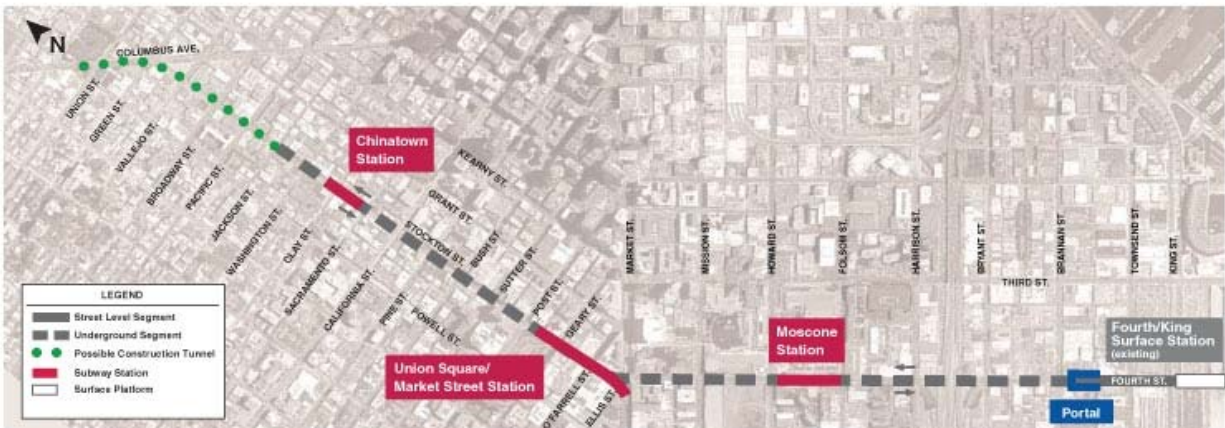 N
COLUMBUS AVE.
UNION ST.
GREEN ST.
VALLEJO ST.
BROADWAY ST.
PACIFIC ST.
JACKSON ST.
WASHINGTON ST.
CLAY ST.
SACRAMENTO ST.
CALIFORNIA ST.
PINE ST.
POWELL ST.
Chinatown
Station
KEARNY ST.
GRANT ST.
STOCKTON ST.
BUSH ST.
SUTTER ST.
POST ST.
GEARY ST.
O'FARRELL ST.
ELLIS ST.
Union Square/
Market Street Station
MARKET ST.
MISSION ST.
HOWARD ST.
FOLSOM ST.
HARRISON ST.
BRYANT ST.
BRANNAN ST.
TOWNSEND ST.
KING ST.
THIRD ST.
Moscone
Station
Fourth/King
Surface Station
(existing)
FOURTH ST.
Portal
LEGEND
Street Level Segment
Underground Segment
Possible Construction Tunnel
Subway Station
Surface Platform